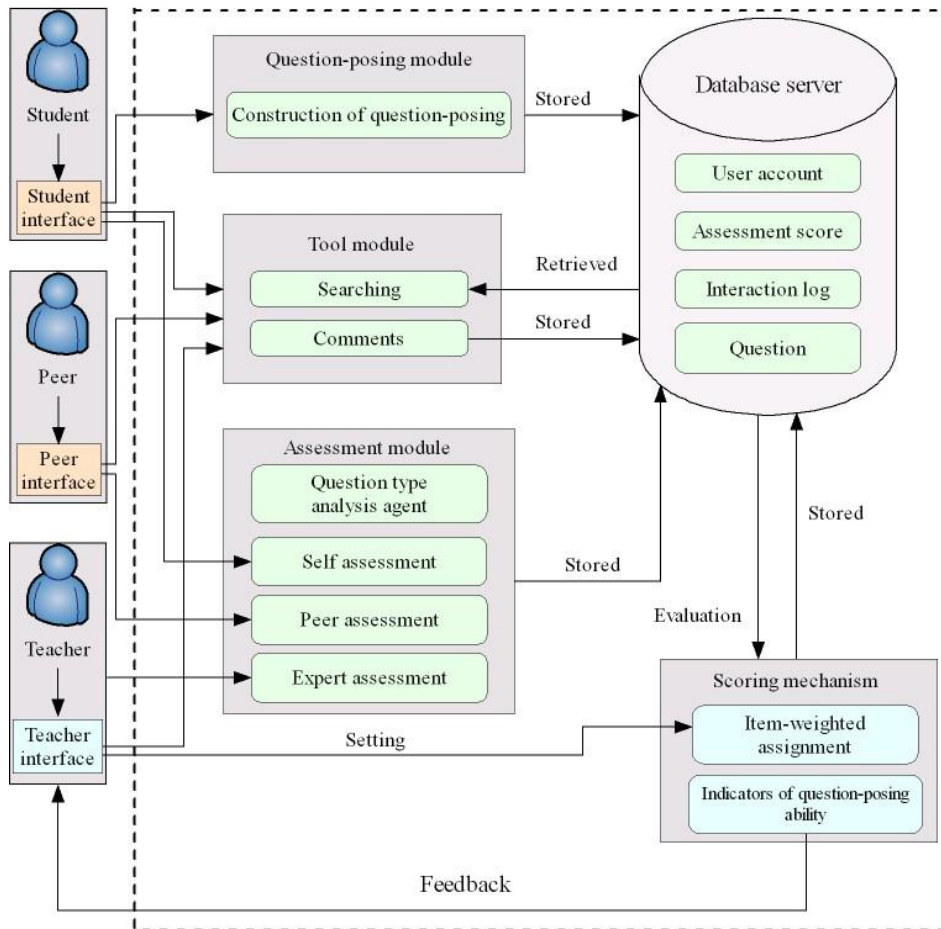 Student
Student
interface
Peer
Peer
interface
Teacher
Teacher
interface
Question-posing module
Construction of question-posing
Stored
Tool module
Searching
Comments
Retrieved
Stored
Assessment module
Question type
analysis agent
Self assessment
Peer assessment
Expert assessment
Stored
Setting
Database server
User account
Assessment score
Interaction log
Question
Stored
Evaluation
Scoring mechanism
Item-weighted
assignment
Indicators of question-posing
ability
Feedback